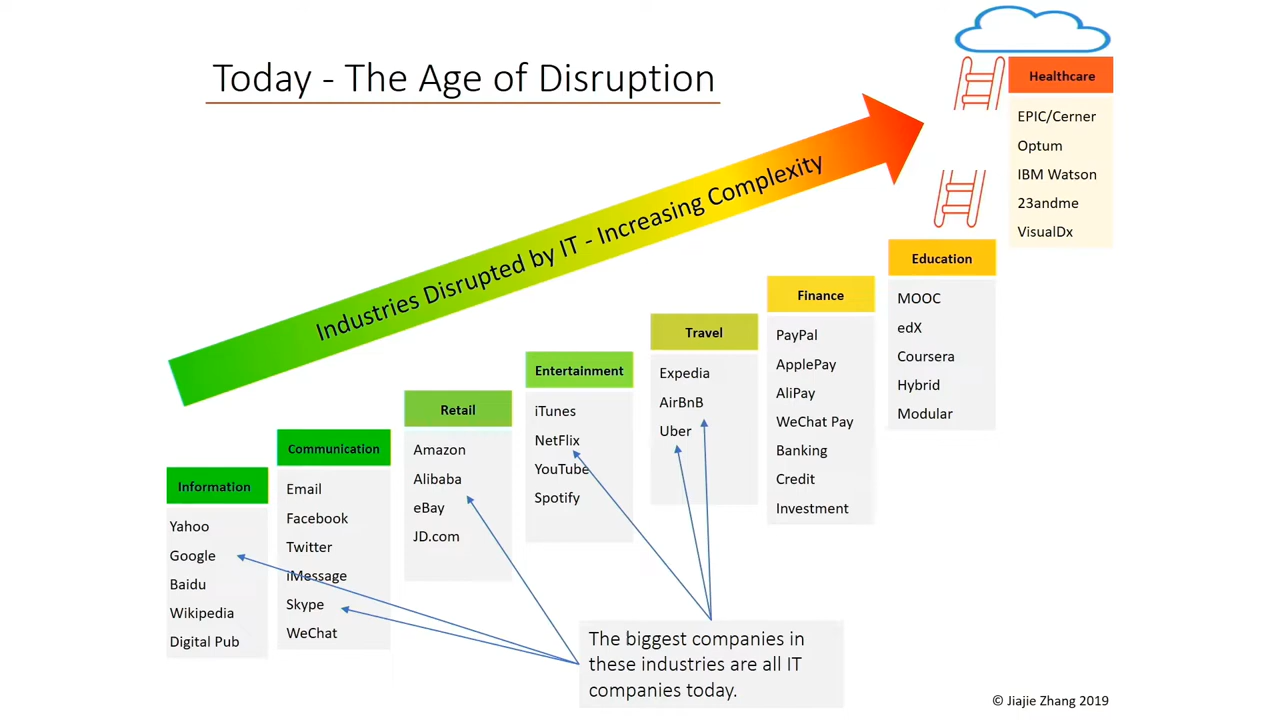 Today - The Age of Disruption
Industries Disrupted by IT - Increasing Complexity
Information
Yahoo
Google
Baidu
Wikipedia
Digital Pub
Communication
Email
Facebook
Twitter
iMessage
Skype
WeChat
Retail
Amazon
Alibaba
eBay
JD.com
Entertainment
iTunes
NetFlix
YouTube
Spotify
Travel
Expedia
AirBnB
Uber
Finance
PayPal
ApplePay
AliPay
WeChat Pay
Banking
Credit
Investment
Education
MOOC
edX
Coursera
Hybrid
Modular
Healthcare
EPIC/Cerner
Optum
IBM Watson
23andme
VisualDx
The biggest companies in
these industries are all IT
companies today.
© Jiajie Zhang 2019